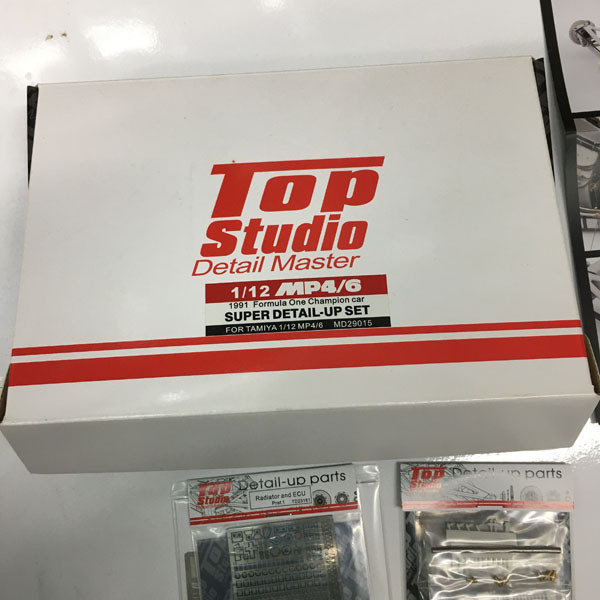 Top
Studio
Detail Master
1/12 MP4/6
1991 Formula One Champion car
SUPER DETAIL-UP SET
FOR TAMIYA 1/12 MP4/6 MD29015
Top
Studio
Detail-up parts
Radiator and ECU
Top
Studio
Detail-up parts